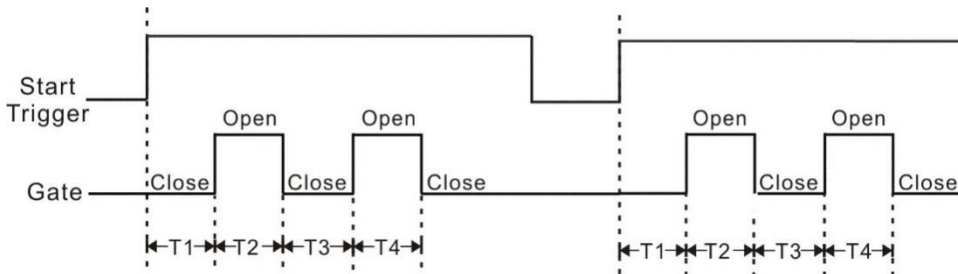 Start
Trigger
Open Open Open Open
Gate
Close Close Close Close Close
T1 T2 T3 T4 T1 T2 T3 T4